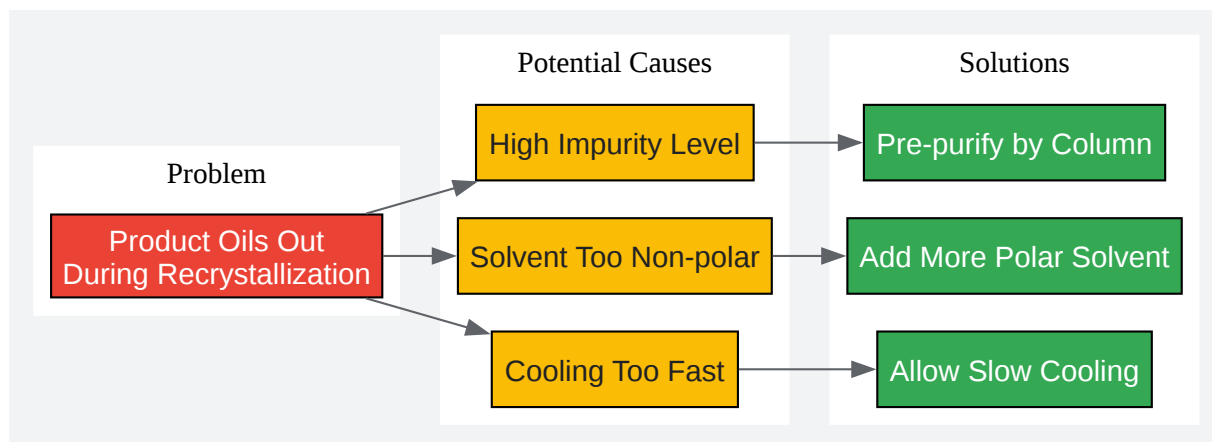 Problem
Product Oils Out
During Recrystallization
Potential Causes
High Impurity Level
Solvent Too Non-polar
Cooling Too Fast
Solutions
Pre-purify by Column
Add More Polar Solvent
Allow Slow Cooling